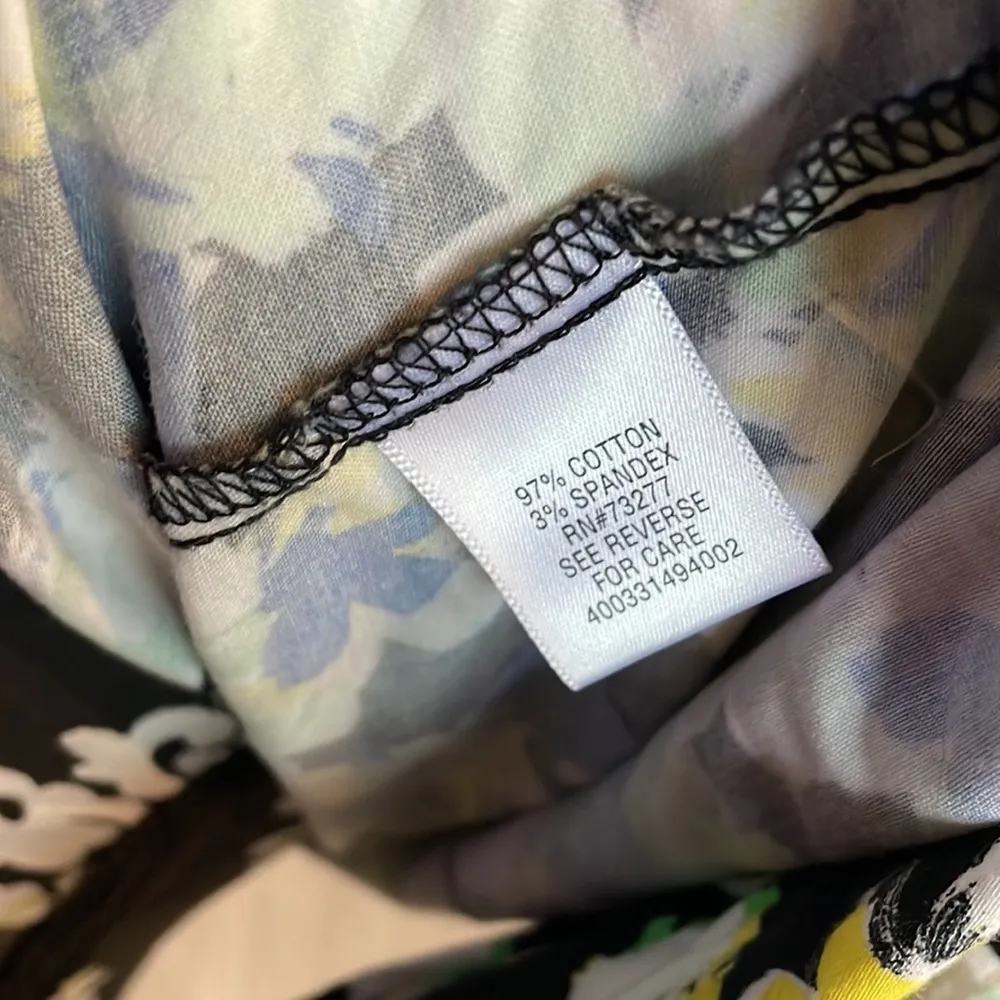 97% COTTON
3% SPANDEX
RN#73277
SEE REVERSE
FOR CARE
400331494002